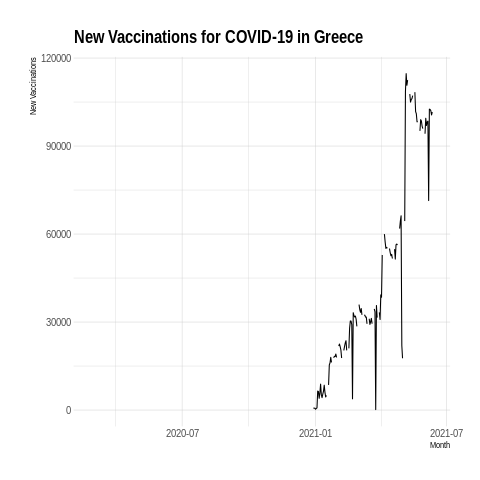 New Vaccinations for COVID-19 in Greece
New Vaccinations
120000
90000
60000
30000
0
2020-07
2021-01
2021-07
Month